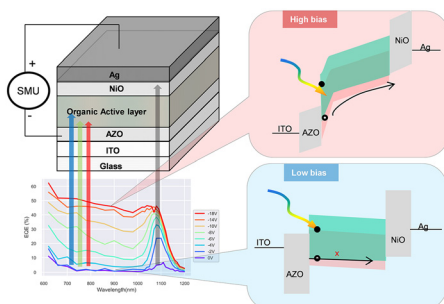 High bias
+
SMU
-
Ag
NiO
Organic Active layer
AZO
ITO
Glass
NiO
Ag
ITO
AZO
EQE (%)
60
50
40
30
20
10
0
-18V
-14V
-10V
-8V
-6V
-4V
-2V
0V
600 700 800 900 1000 1100 1200
Wavelength(nm)
Low bias
ITO
AZO
x
NiO
Ag